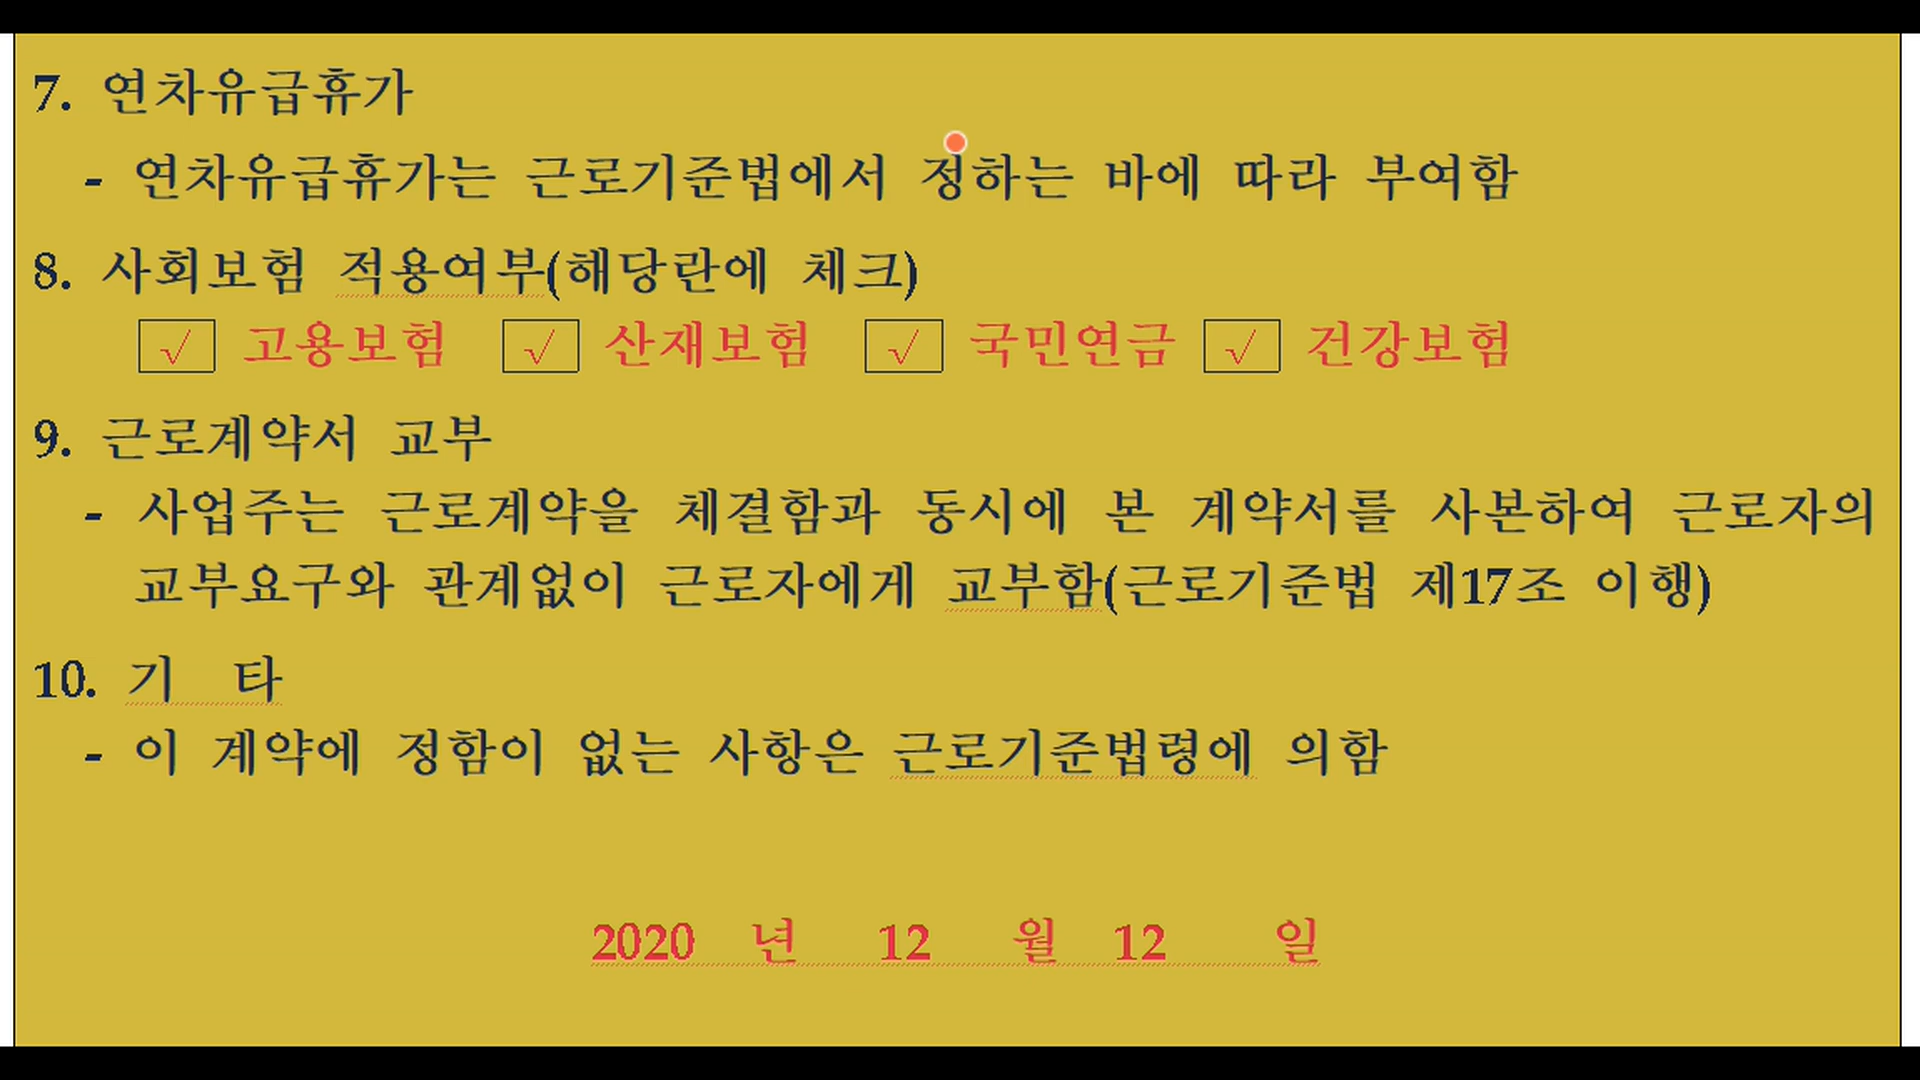 7. 연차유급휴가
- 연차유급휴가는 근로기준법에서 정하는 바에 따라 부여함
8. 사회보험 적용여부(해당란에 체크)
√ 고용보험 √ 산재보험 √ 국민연금 √ 건강보험
9. 근로계약서 교부
- 사업주는 근로계약을 체결함과 동시에 본 계약서를 사본하여 근로자의
교부요구와 관계없이 근로자에게 교부함(근로기준법 제17조 이행)
10. 기 타
- 이 계약에 정함이 없는 사항은 근로기준법령에 의함
2020 년 12 월 12 일